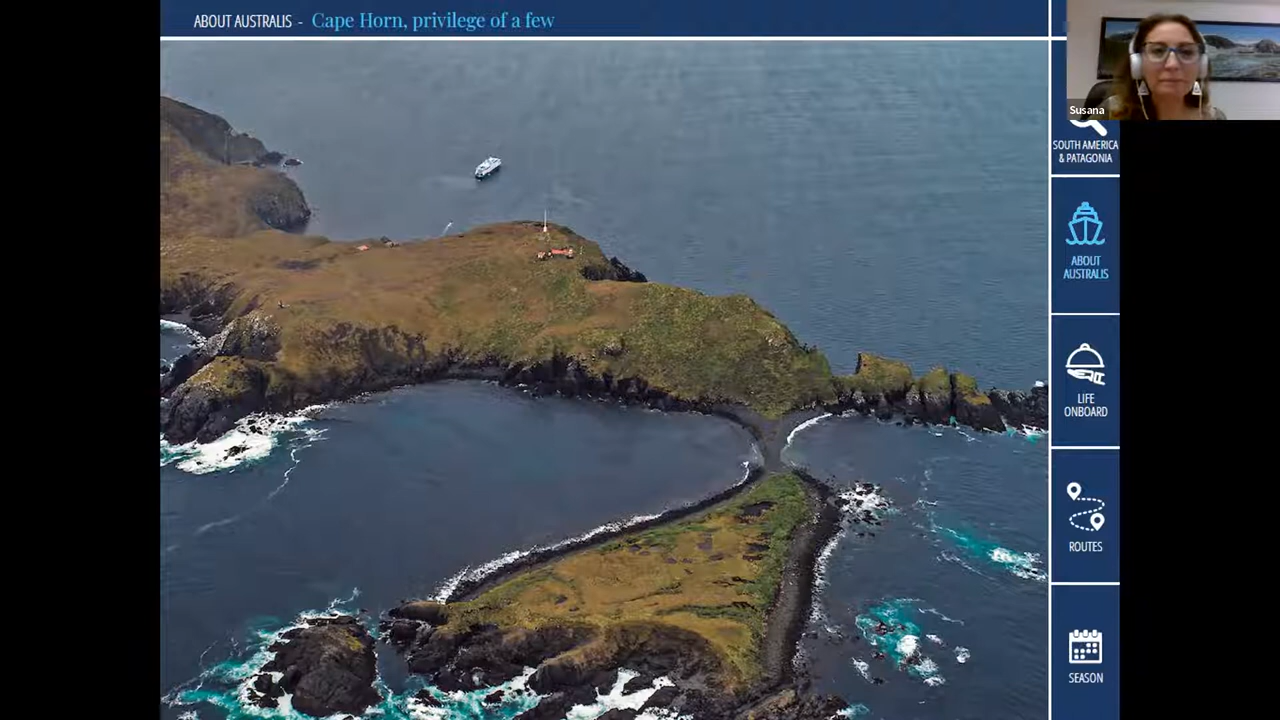 ABOUT AUSTRALIS - Cape Horn, privilege of a few
Susana
SOUTH AMERICA
& PATAGONIA
ABOUT
AUSTRALIS
LIFE
ONBOARD
ROUTES
SEASON